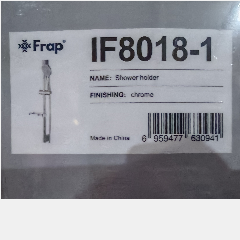 Frap®
IF8018-1
NAME: Shower holder
FINISHING: chrome
Made in China
6 959477 630941